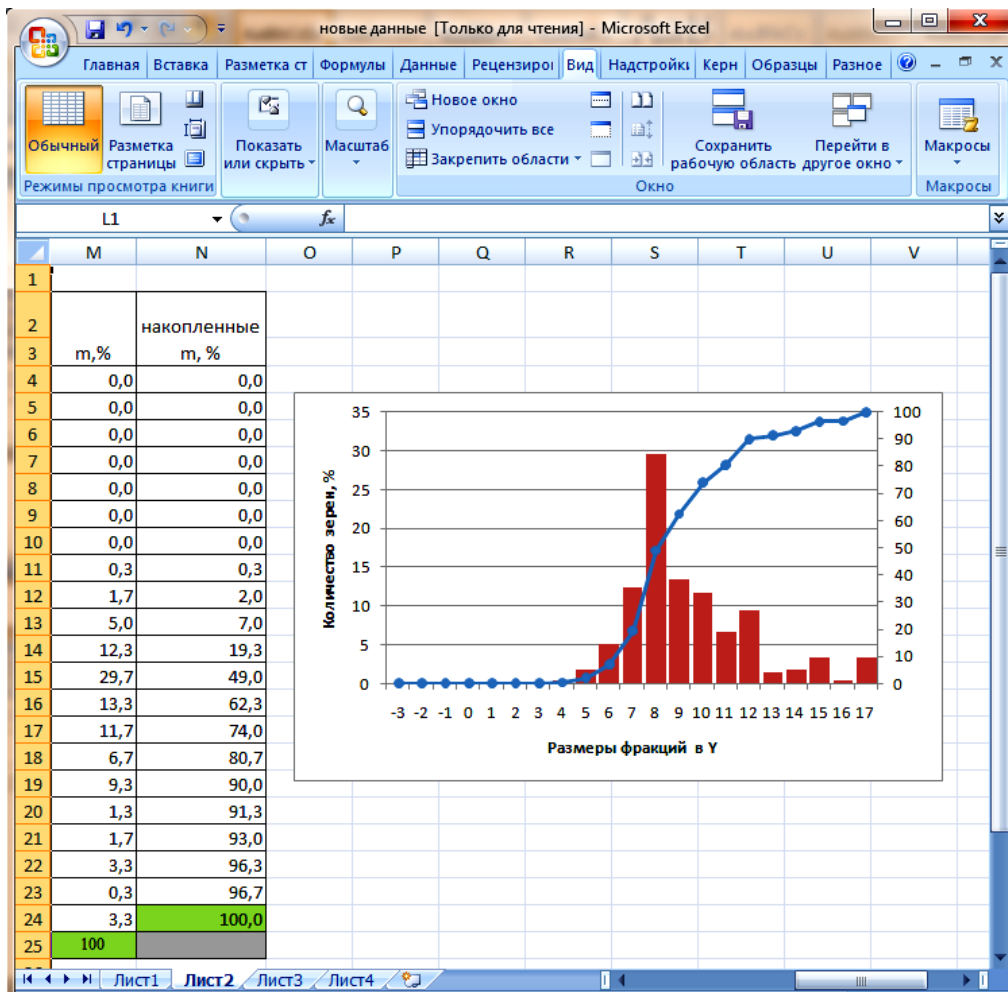 новые данные [Только для чтения] - Microsoft Excel
Главная Вставка Разметка ст Формулы Данные Рецензирої Вид Надстройкі Керн Образцы Разное
Обычный Разметка страницы
Показать или скрыть
Масштаб
Новое окно
Упорядочить все
Закрепить области
Сохранить рабочую область
Перейти в другое окно
Макросы
Режимы просмотра книги Окно Макросы
L1 fx
M N O P Q R S T U V
1
2 накопленные
3 m,% m, %
4 0,0 0,0
5 0,0 0,0
6 0,0 0,0
7 0,0 0,0
8 0,0 0,0
9 0,0 0,0
10 0,0 0,0
11 0,3 0,3
12 1,7 2,0
13 5,0 7,0
14 12,3 19,3
15 29,7 49,0
16 13,3 62,3
17 11,7 74,0
18 6,7 80,7
19 9,3 90,0
20 1,3 91,3
21 1,7 93,0
22 3,3 96,3
23 0,3 96,7
24 3,3 100,0
25 100
Количество зерен, %
35
30
25
20
15
10
5
0
100
90
80
70
60
50
40
30
20
10
0
-3 -2 -1 0 1 2 3 4 5 6 7 8 9 10 11 12 13 14 15 16 17
Размеры фракций в Y
Лист1 Лист2 Лист3 Лист4